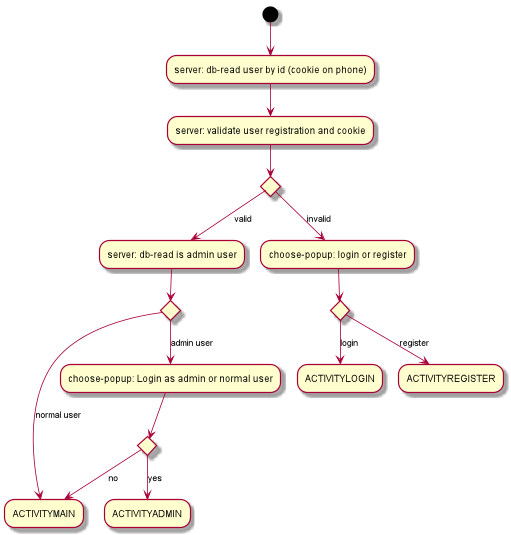 server: db-read user by id (cookie on phone)
server: validate user registration and cookie
valid
invalid
server: db-read is admin user
choose-popup: login or register
admin user
login
register
choose-popup: Login as admin or normal user
ACTIVITYLOGIN
ACTIVITYREGISTER
normal user
no
yes
ACTIVITYMAIN
ACTIVITYADMIN